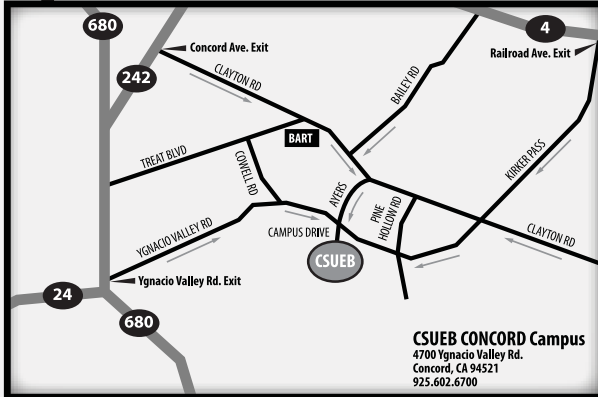 680
4
Concord Ave. Exit
Railroad Ave. Exit
242
CLAYTON RD
BAILEY RD
BART
TREAT BLVD
COWELL RD
KIRKER PASS
AYERS
PINE
HOLLOW RD
YGNACIO VALLEY RD
CAMPUS DRIVE
CLAYTON RD
CSUEB
Ygnacio Valley Rd. Exit
24
680
CSUEB CONCORD Campus
4700 Ygnacio Valley Rd.
Concord, CA 94521
925.602.6700